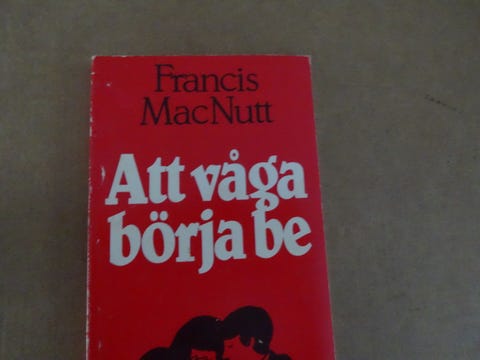 Francis
MacNutt
Att våga
börja be